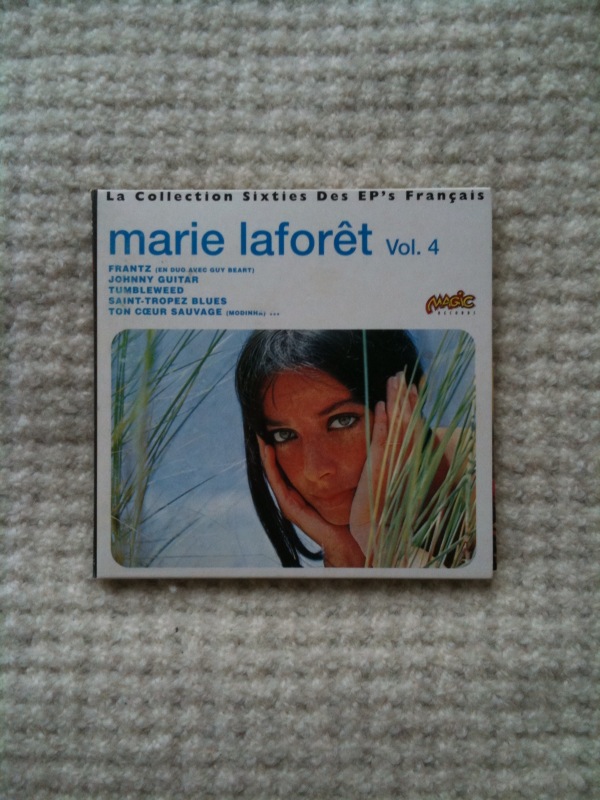 La Collection Sixties Des EP's Français
marie laforêt Vol. 4
FRANTZ (EN DUO AVEC GUY BEART)
JOHNNY GUITAR
TUMBLEWEED
SAINT-TROPEZ BLUES
TON CŒUR SAUVAGE (MODINHA) ...
MAGIC
RECORDS